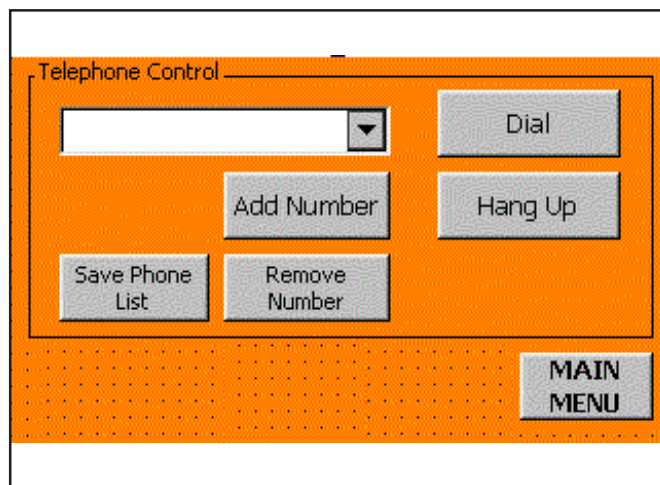 Telephone Control
Dial
Add Number
Hang Up
Save Phone
List
Remove
Number
MAIN
MENU